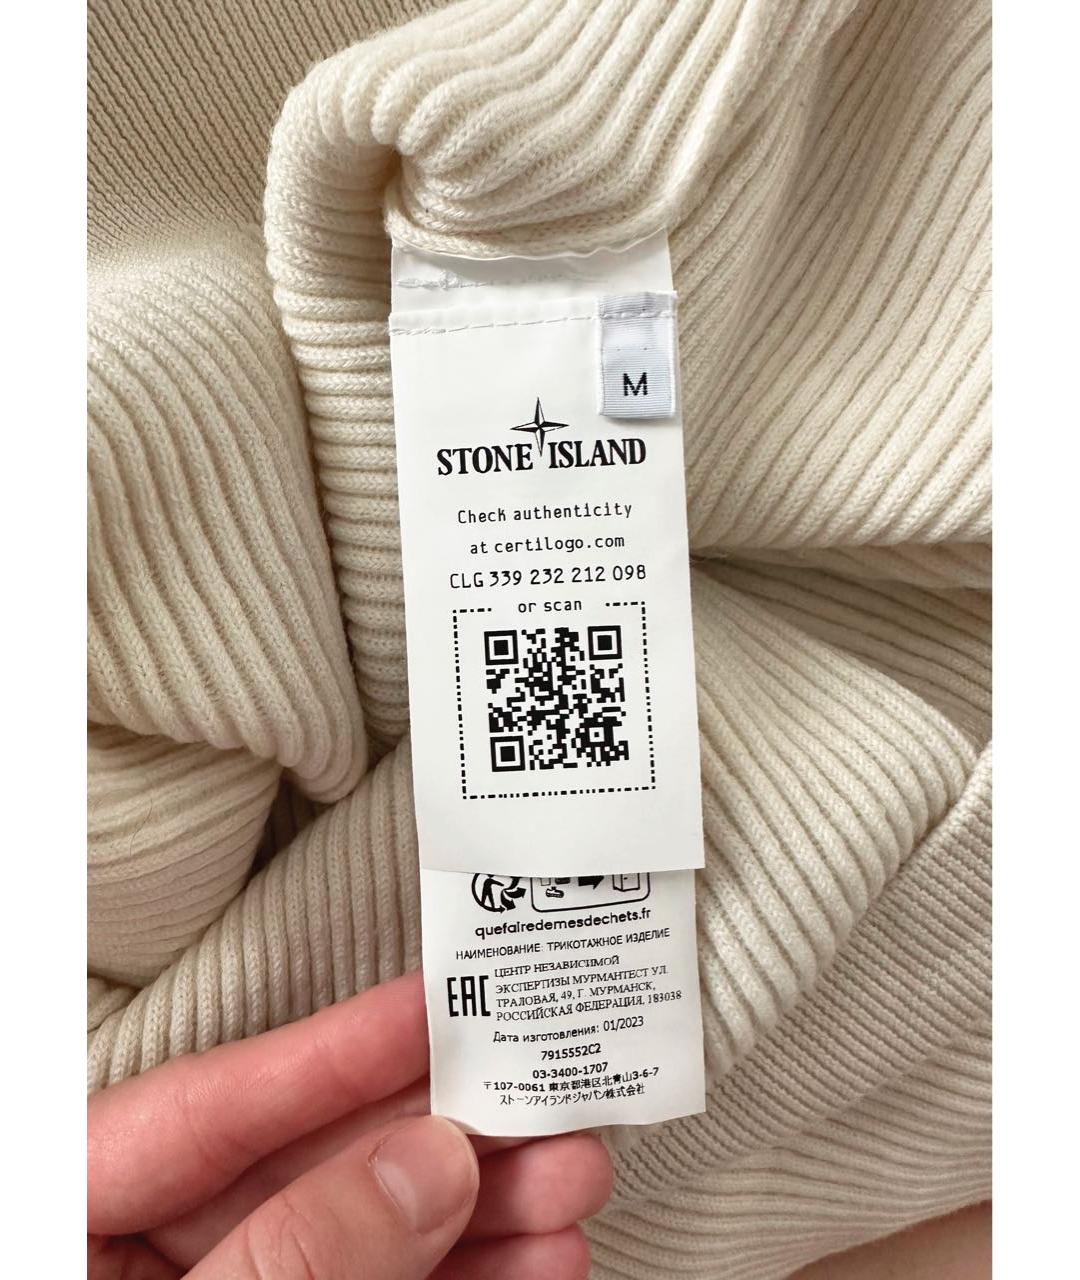 M
STONE ISLAND
Check authenticity
at certilogo.com
CLG 339 232 212 098
or scan
quefairedemesdechets.fr
НАИМЕНОВАНИЕ: ТРИКОТАЖНОЕ ИЗДЕЛИЕ
EAC
ЦЕНТР НЕЗАВИСИМОЙ
ЭКСПЕРТИЗЫ МУРМАНТЕСТ УЛ.
ТРАЛОВАЯ, 49, Г. МУРМАНСК,
РОССИЙСКАЯ ФЕДЕРАЦИЯ, 183038
Дата изготовления: 01/2023
7915552C2
03-3400-1707
〒107-0061 東京都港区北青山3-6-7
ストーンアイランドジャパン株式会社